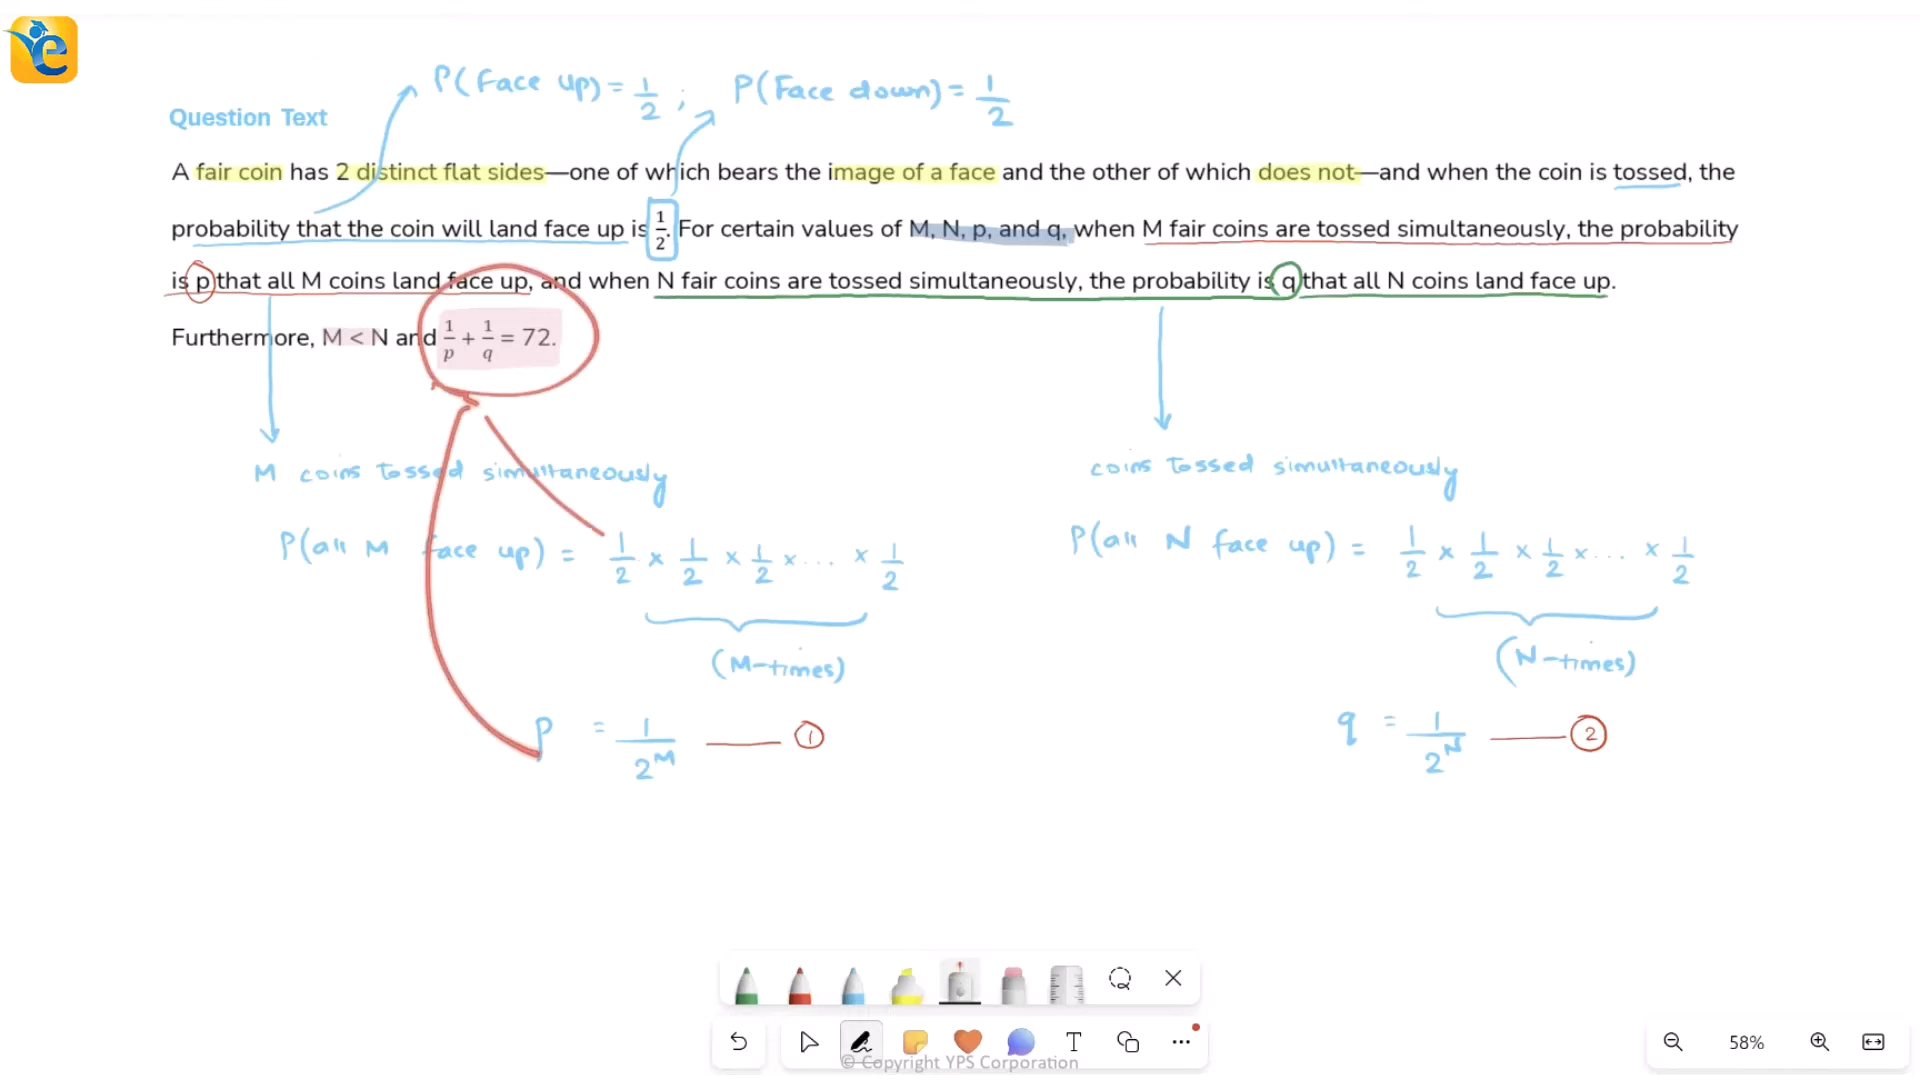 e
P(Face up) = 1/2 ; P(Face down) = 1/2
Question Text
A fair coin has 2 distinct flat sides—one of which bears the image of a face and the other of which does not—and when the coin is tossed, the
probability that the coin will land face up is 1/2. For certain values of M, N, p, and q, when M fair coins are tossed simultaneously, the probability
is p that all M coins land face up, and when N fair coins are tossed simultaneously, the probability is q that all N coins land face up.
Furthermore, M < N and 1/p + 1/q = 72.
M coins tossed simultaneously
P(all M face up) = 1/2 × 1/2 × 1/2 × ... × 1/2
(M-times)
p = 1/2^M —— ①
coins tossed simultaneously
P(all N face up) = 1/2 × 1/2 × 1/2 × ... × 1/2
(N-times)
q = 1/2^N —— ②
T
58%
© Copyright YPS Corporation